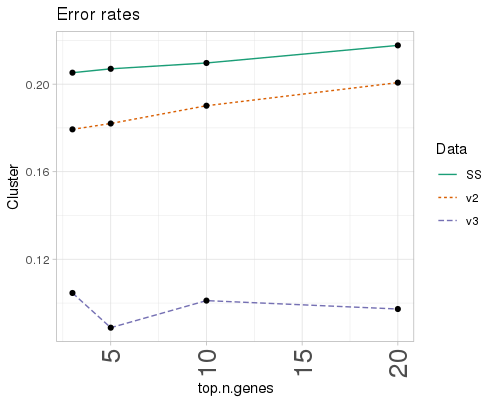 Error rates
0.20
0.16
0.12
Cluster
5
10
15
20
top.n.genes
Data
SS
v2
v3